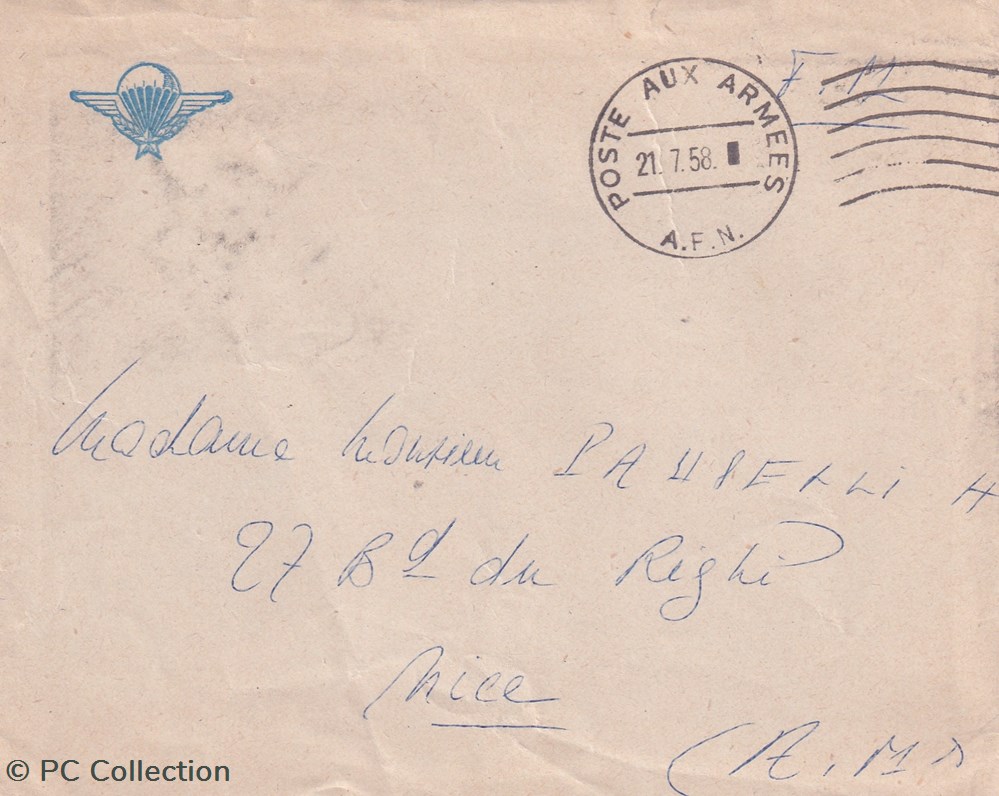 POSTE AUX ARMEES
21. 7. 58.
A.F.N.
F. M
Madame Monsieur
27 Bd du Righi
Nice
(A. M)
© PC Collection